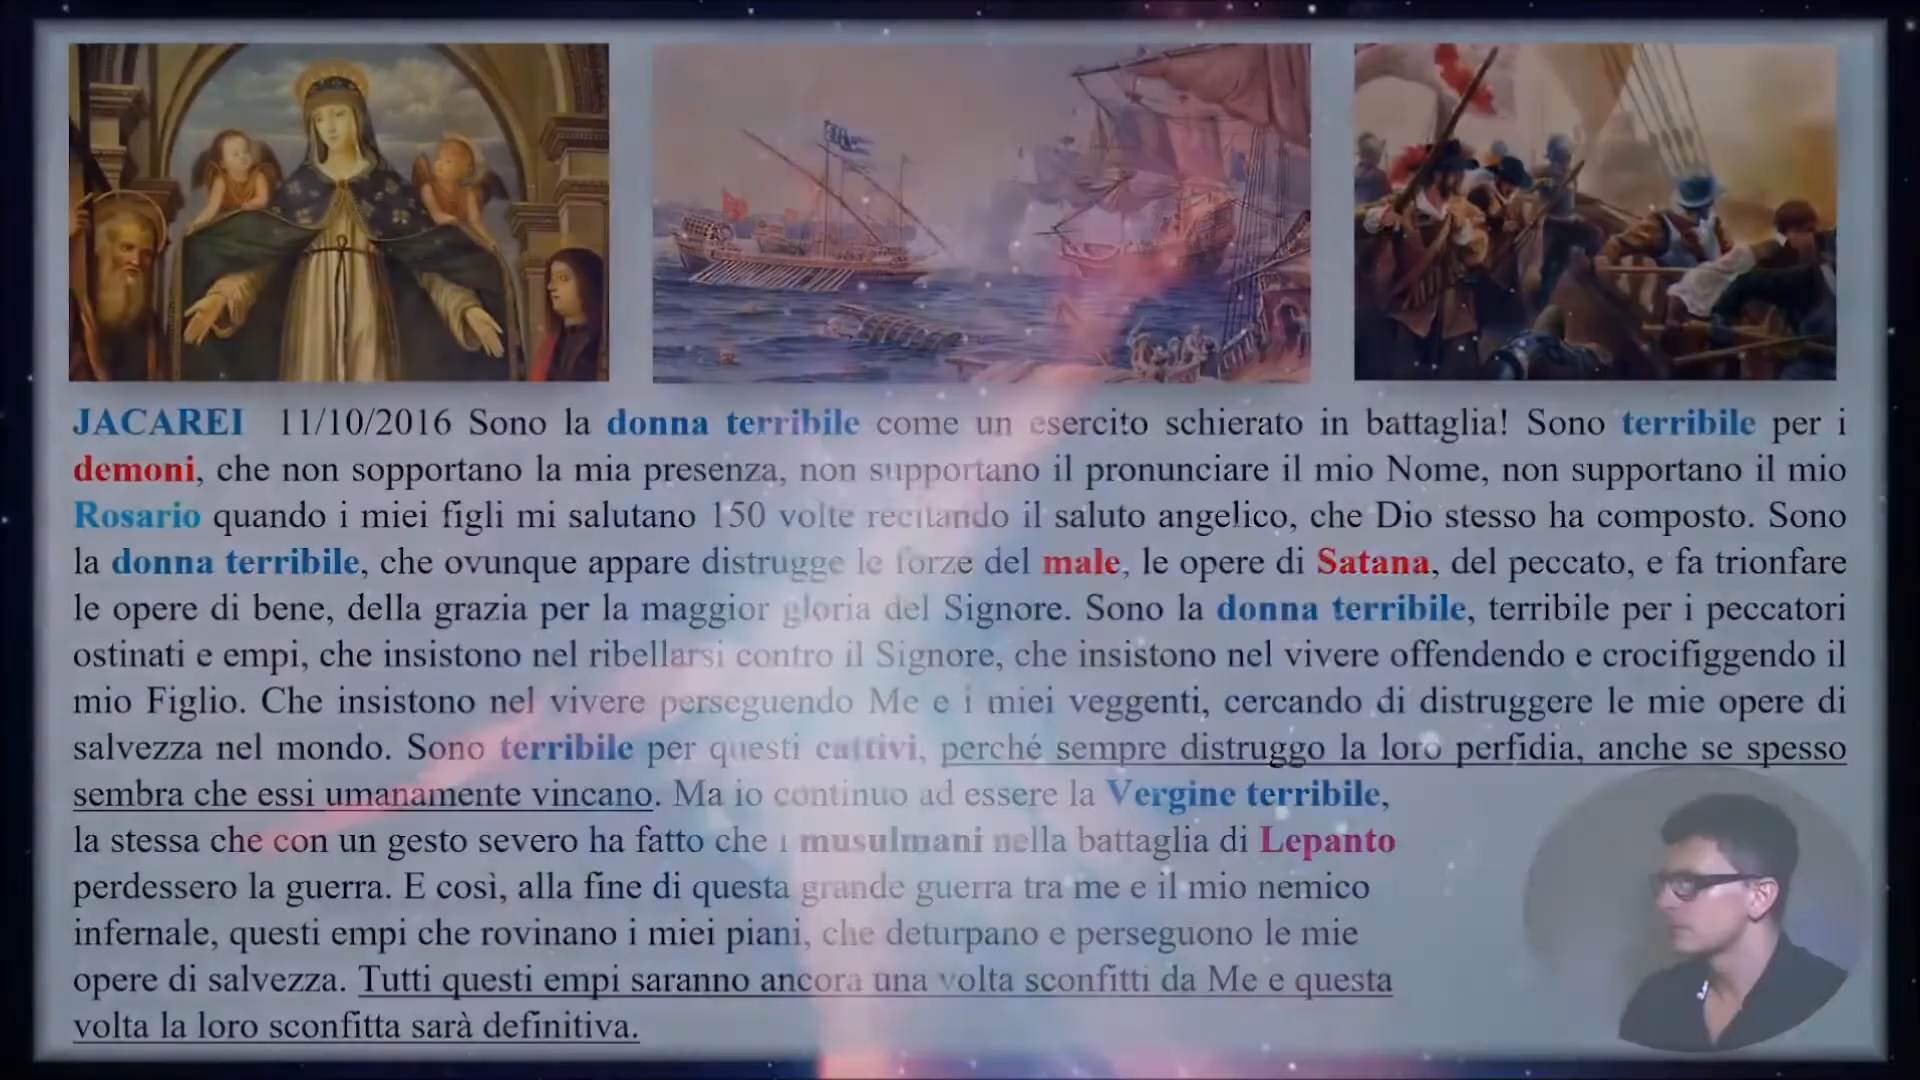 JACAREI 11/10/2016 Sono la donna terribile come un esercito schierato in battaglia! Sono terribile per i
demoni, che non sopportano la mia presenza, non supportano il pronunciare il mio Nome, non supportano il mio
Rosario quando i miei figli mi salutano 150 volte recitando il saluto angelico, che Dio stesso ha composto. Sono
la donna terribile, che ovunque appare distrugge le forze del male, le opere di Satana, del peccato, e fa trionfare
le opere di bene, della grazia per la maggior gloria del Signore. Sono la donna terribile, terribile per i peccatori
ostinati e empi, che insistono nel ribellarsi contro il Signore, che insistono nel vivere offendendo e crocifiggendo il
mio Figlio. Che insistono nel vivere perseguendo Me e i miei veggenti, cercando di distruggere le mie opere di
salvezza nel mondo. Sono terribile per questi cattivi, perché sempre distruggo la loro perfidia, anche se spesso
sembra che essi umanamente vincano. Ma io continuo ad essere la Vergine terribile,
la stessa che con un gesto severo ha fatto che i musulmani nella battaglia di Lepanto
perdessero la guerra. E così, alla fine di questa grande guerra tra me e il mio nemico
infernale, questi empi che rovinano i miei piani, che deturpano e perseguono le mie
opere di salvezza. Tutti questi empi saranno ancora una volta sconfitti da Me e questa
volta la loro sconfitta sarà definitiva.